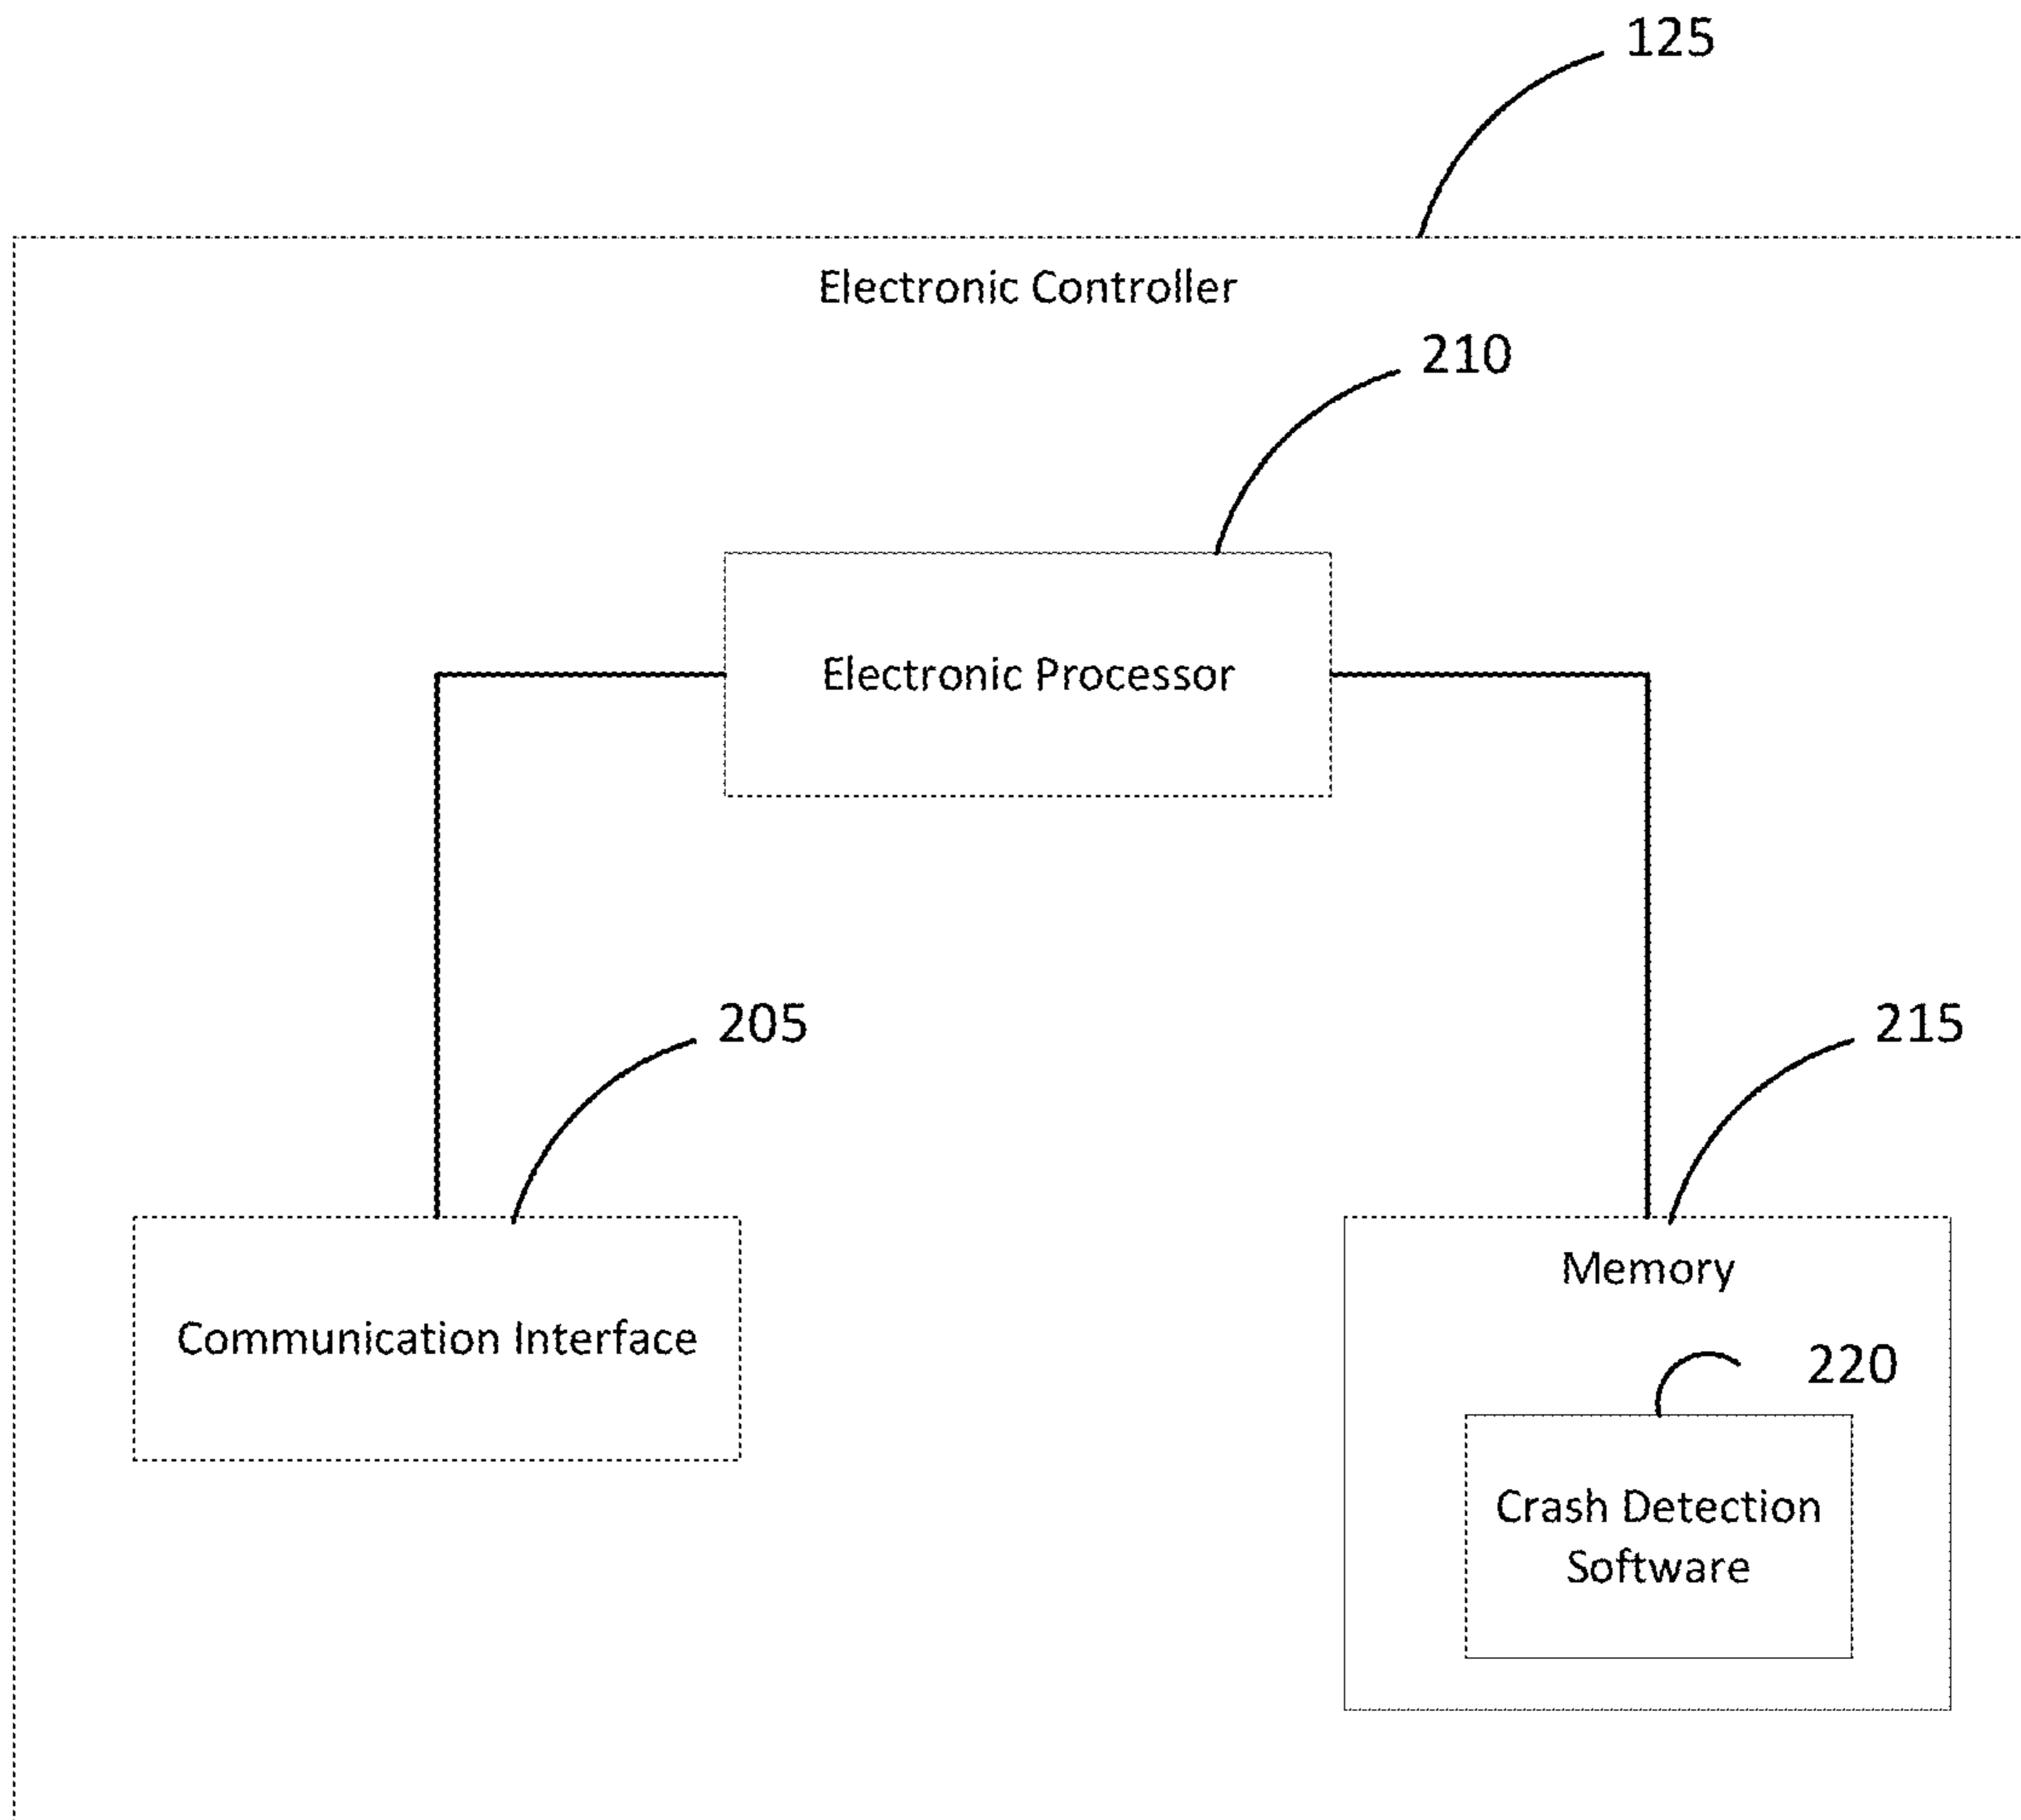 125
Electronic Controller
210
Electronic Processor
205
215
Memory
Communication Interface
220
Crash Detection
Software